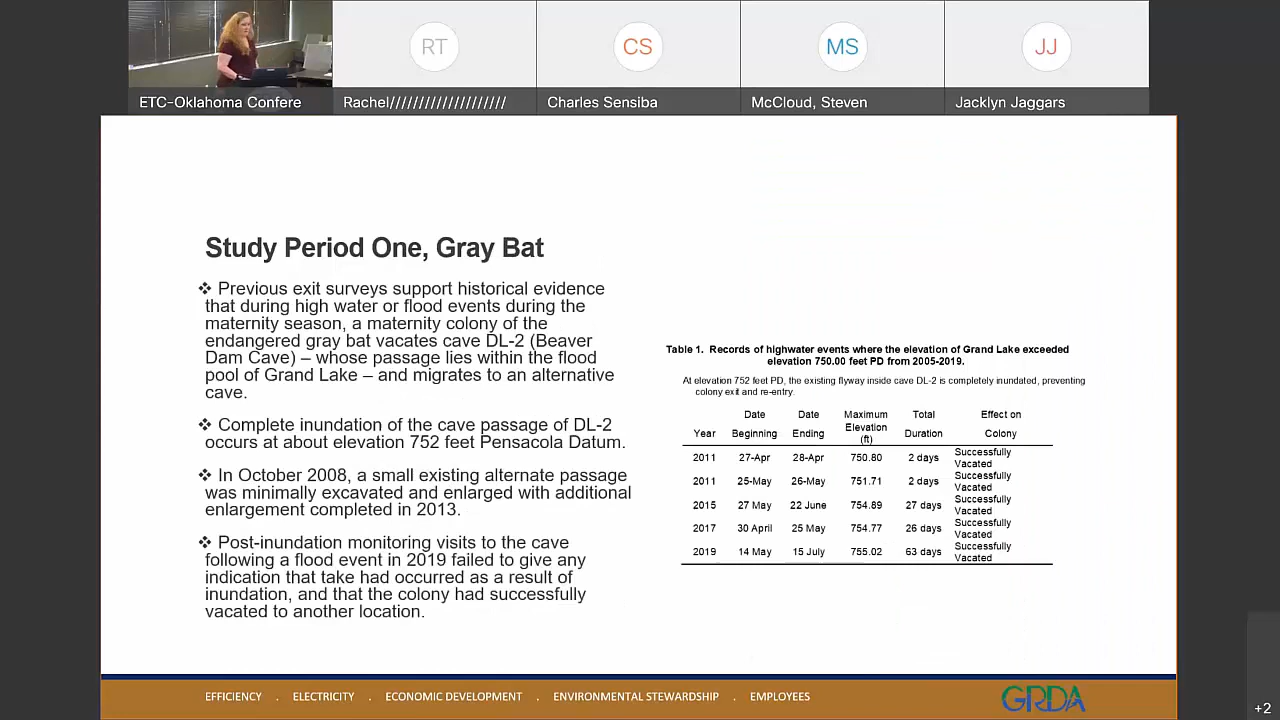 RT
CS
MS
JJ
ETC-Oklahoma Confere
Rachel////////////////////
Charles Sensiba
McCloud, Steven
Jacklyn Jaggars
Study Period One, Gray Bat
❖ Previous exit surveys support historical evidence
that during high water or flood events during the
maternity season, a maternity colony of the
endangered gray bat vacates cave DL-2 (Beaver
Dam Cave) – whose passage lies within the flood
pool of Grand Lake – and migrates to an alternative
cave.
❖ Complete inundation of the cave passage of DL-2
occurs at about elevation 752 feet Pensacola Datum.
❖ In October 2008, a small existing alternate passage
was minimally excavated and enlarged with additional
enlargement completed in 2013.
❖ Post-inundation monitoring visits to the cave
following a flood event in 2019 failed to give any
indication that take had occurred as a result of
inundation, and that the colony had successfully
vacated to another location.
Table 1. Records of highwater events where the elevation of Grand Lake exceeded
elevation 750.00 feet PD from 2005-2019.
At elevation 752 feet PD, the existing flyway inside cave DL-2 is completely inundated, preventing
colony exit and re-entry.
Year Date Beginning Date Ending Maximum Elevation (ft) Total Duration Effect on Colony
2011 27-Apr 28-Apr 750.80 2 days Successfully Vacated
2011 25-May 26-May 751.71 2 days Successfully Vacated
2015 27 May 22 June 754.89 27 days Successfully Vacated
2017 30 April 25 May 754.77 26 days Successfully Vacated
2019 14 May 15 July 755.02 63 days Successfully Vacated
EFFICIENCY . ELECTRICITY . ECONOMIC DEVELOPMENT . ENVIRONMENTAL STEWARDSHIP . EMPLOYEES
GRDA
+2